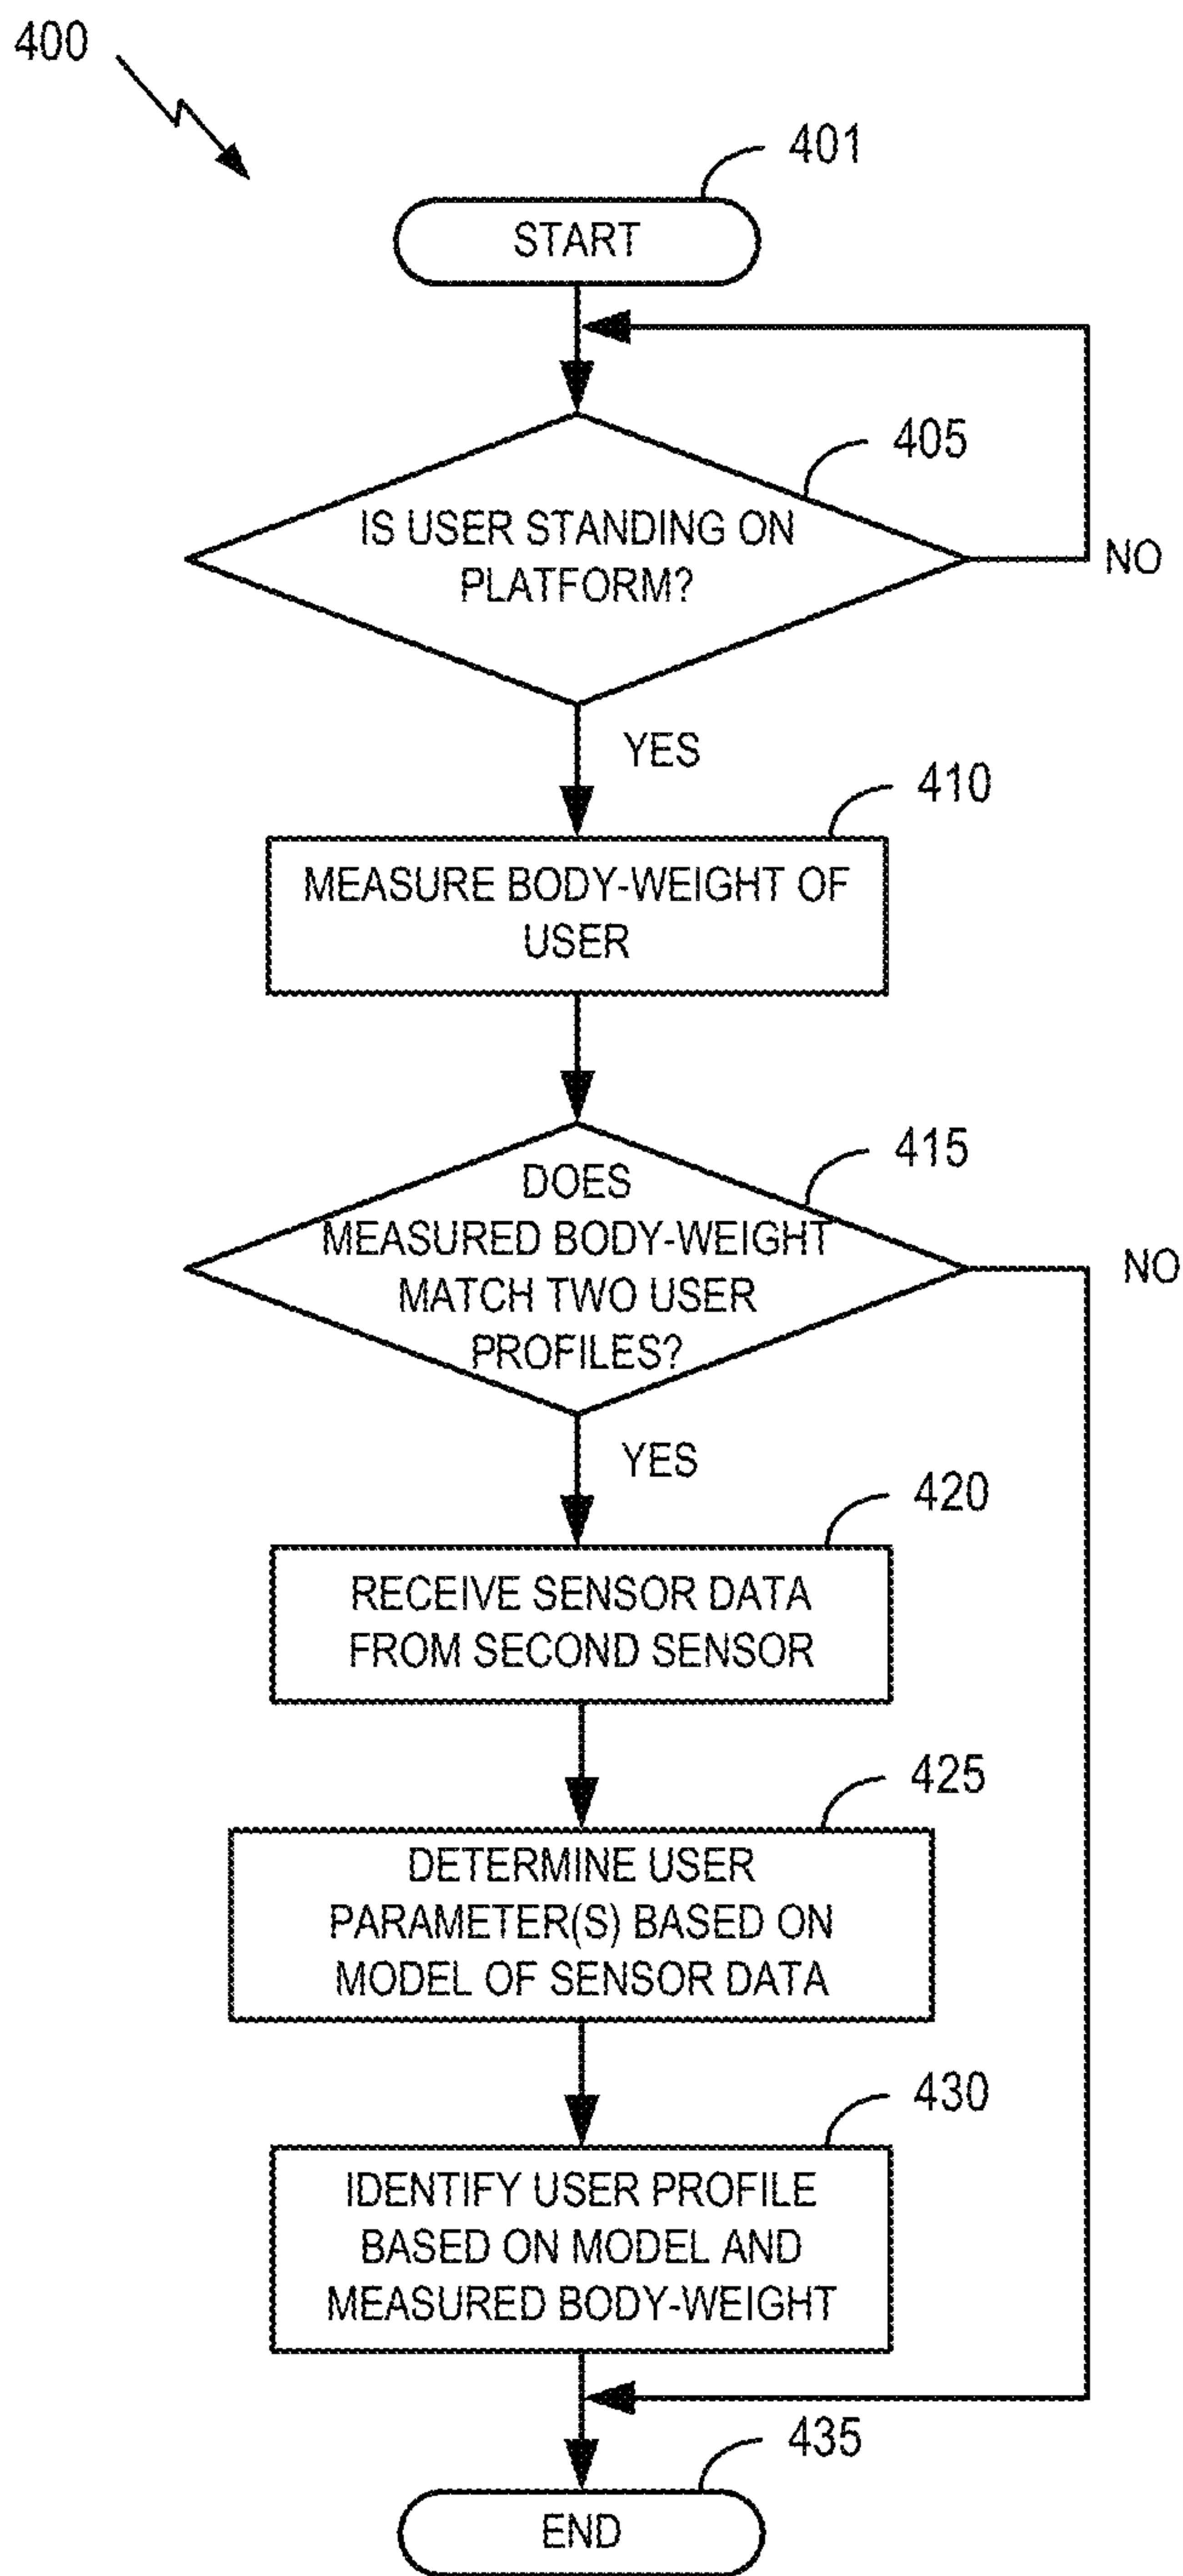 400
401
START
405
IS USER STANDING ON
PLATFORM?
NO
YES
410
MEASURE BODY-WEIGHT OF
USER
415
DOES
MEASURED BODY-WEIGHT
MATCH TWO USER
PROFILES?
NO
YES
420
RECEIVE SENSOR DATA
FROM SECOND SENSOR
425
DETERMINE USER
PARAMETER(S) BASED ON
MODEL OF SENSOR DATA
430
IDENTIFY USER PROFILE
BASED ON MODEL AND
MEASURED BODY-WEIGHT
435
END